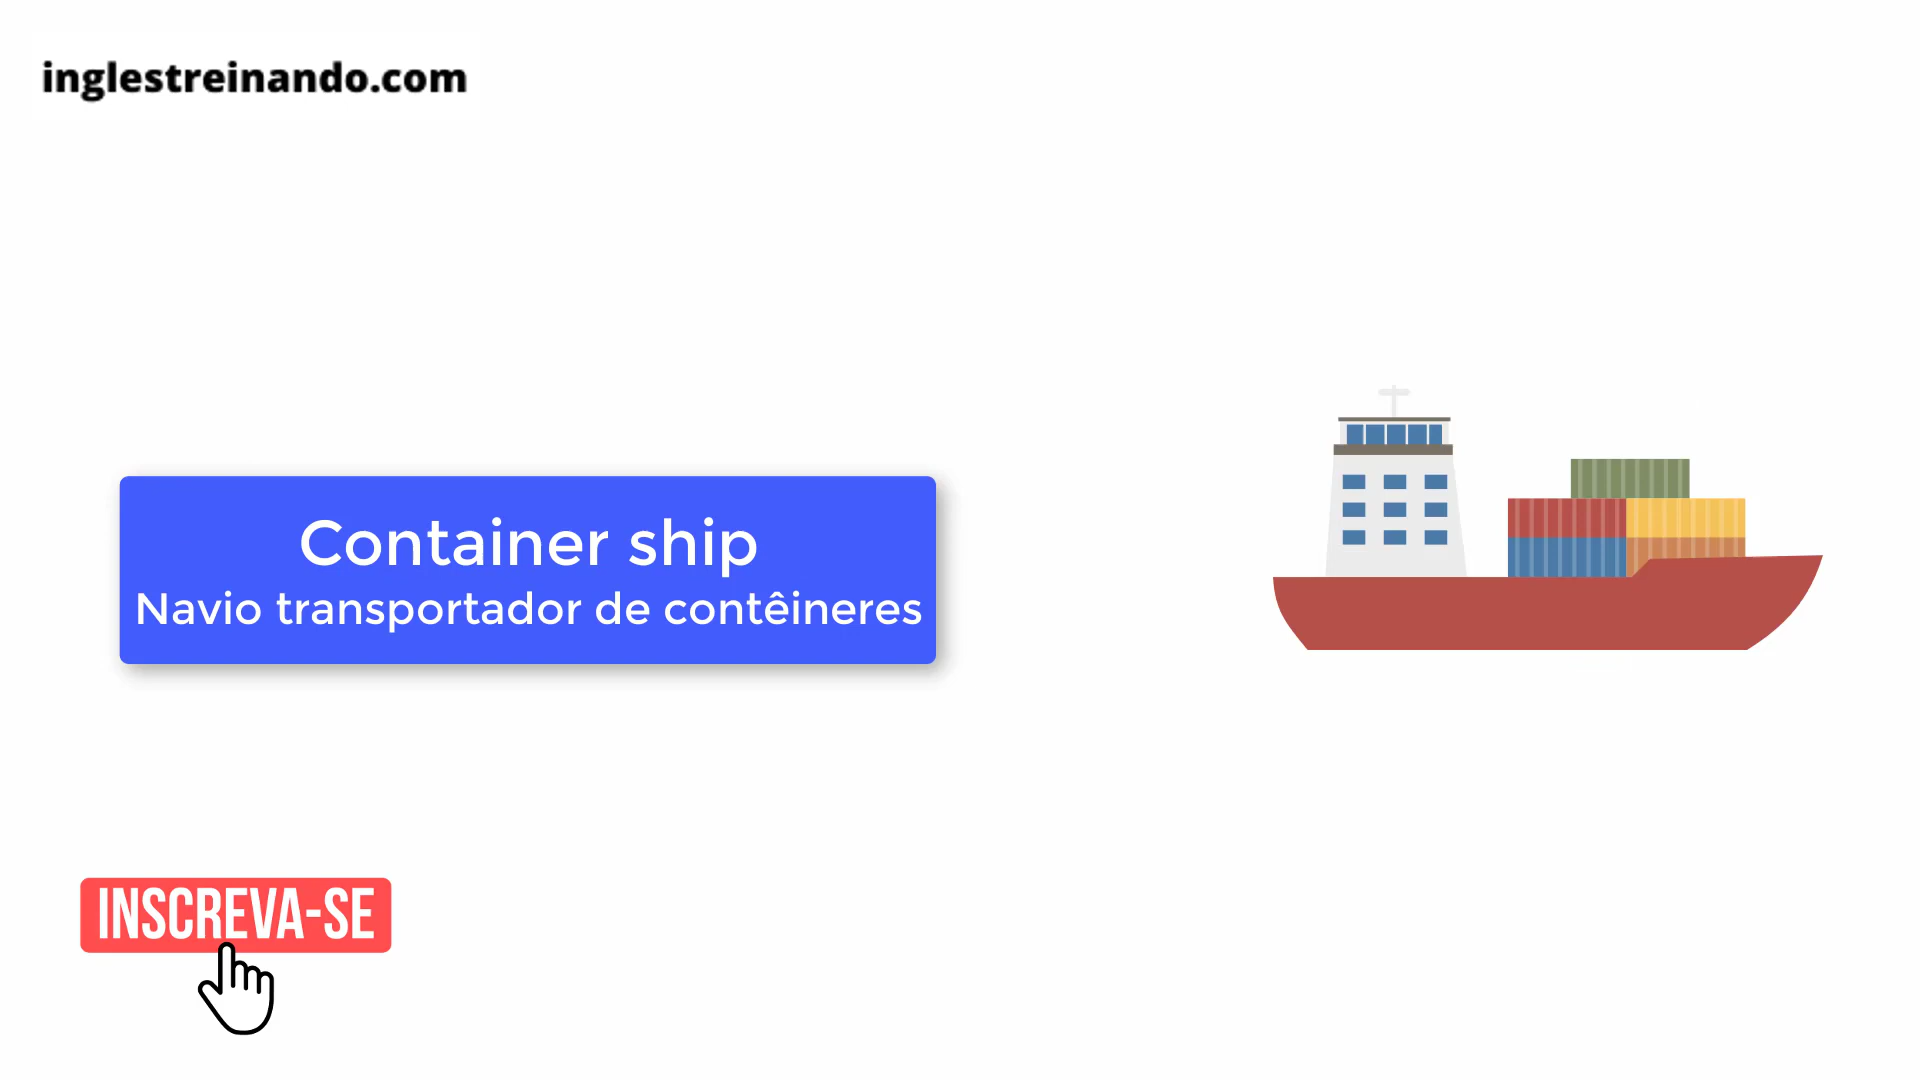 inglestreinando.com
Container ship
Navio transportador de contêineres
INSCREVA-SE